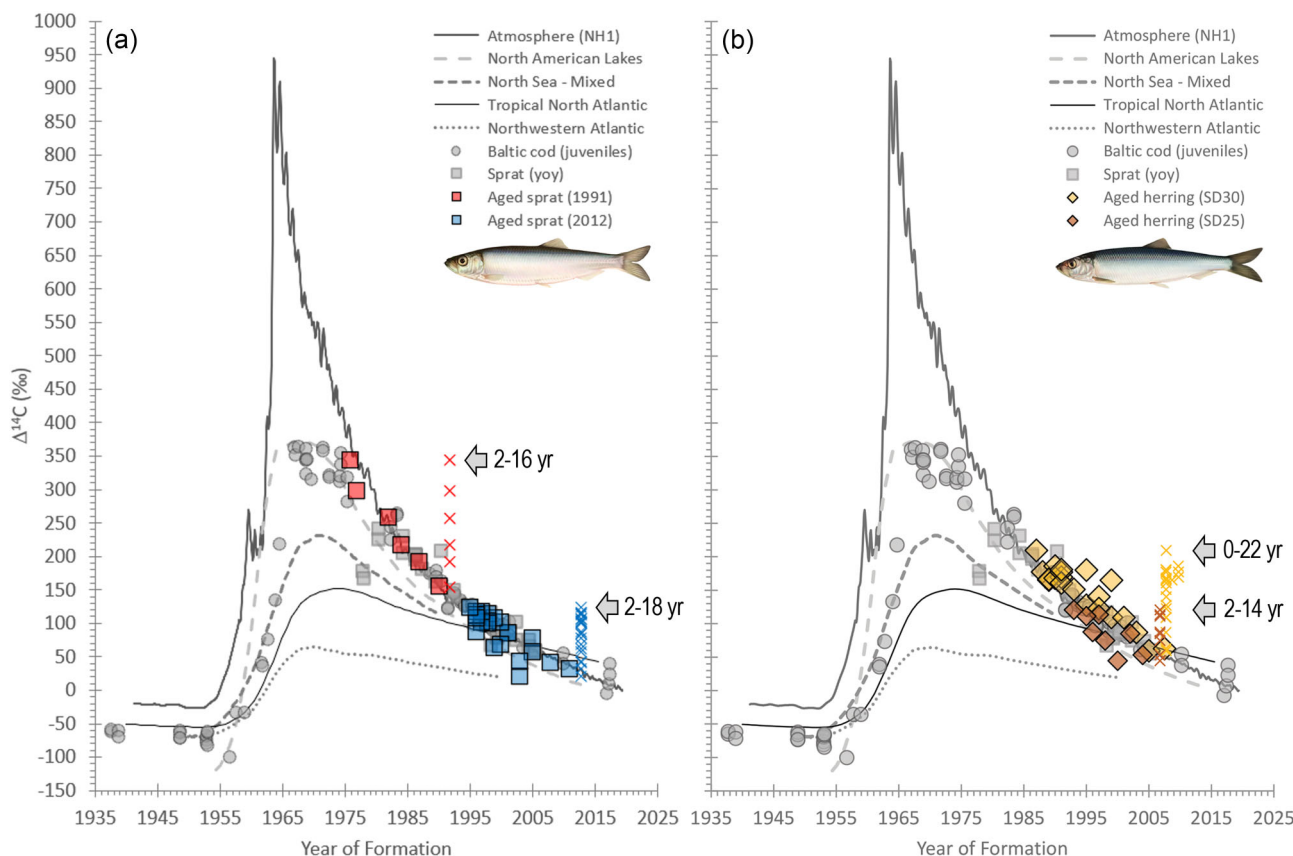 (a)
Atmosphere (NH1)
North American Lakes
North Sea - Mixed
Tropical North Atlantic
Northwestern Atlantic
Baltic cod (juveniles)
Sprat (yoy)
Aged sprat (1991)
Aged sprat (2012)
2-16 yr
2-18 yr
Δ¹⁴C (‰)
1000
950
900
850
800
750
700
650
600
550
500
450
400
350
300
250
200
150
100
50
0
-50
-100
-150
1935 1945 1955 1965 1975 1985 1995 2005 2015 2025
Year of Formation
(b)
Atmosphere (NH1)
North American Lakes
North Sea - Mixed
Tropical North Atlantic
Northwestern Atlantic
Baltic cod (juveniles)
Sprat (yoy)
Aged herring (SD30)
Aged herring (SD25)
0-22 yr
2-14 yr
1935 1945 1955 1965 1975 1985 1995 2005 2015 2025
Year of Formation